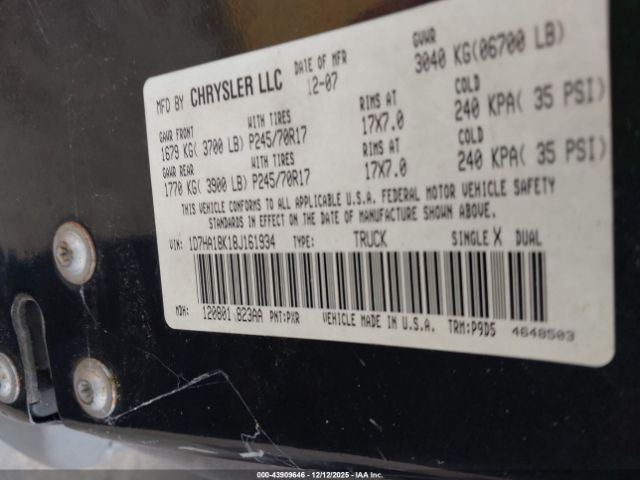 MFD BY CHRYSLER LLC DATE OF MFR 12-07 GVWR 3040 KG(06700 LB)
GAWR FRONT WITH TIRES RIMS AT COLD
1679 KG( 3700 LB) P245/70R17 17X7.0 240 KPA( 35 PSI)
GAWR REAR WITH TIRES RIMS AT COLD
1770 KG( 3900 LB) P245/70R17 17X7.0 240 KPA( 35 PSI)
THIS VEHICLE CONFORMS TO ALL APPLICABLE U.S.A. FEDERAL MOTOR VEHICLE SAFETY
STANDARDS IN EFFECT ON THE DATE OF MANUFACTURE SHOWN ABOVE.
VIN: 1D7HA18K18J161934 TYPE: TRUCK SINGLE X DUAL
MDH: 120801 823AA PNT:PXR VEHICLE MADE IN U.S.A. TRM:P9D5 4648503
00-43909646 - 12/12/2025 - IAAI.COM